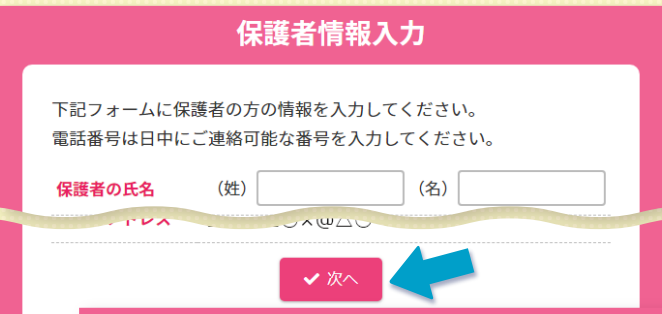 保護者情報入力
下記フォームに保護者の方の情報を入力してください。
電話番号は日中にご連絡可能な番号を入力してください。
保護者の氏名 （姓） （名）
次へ